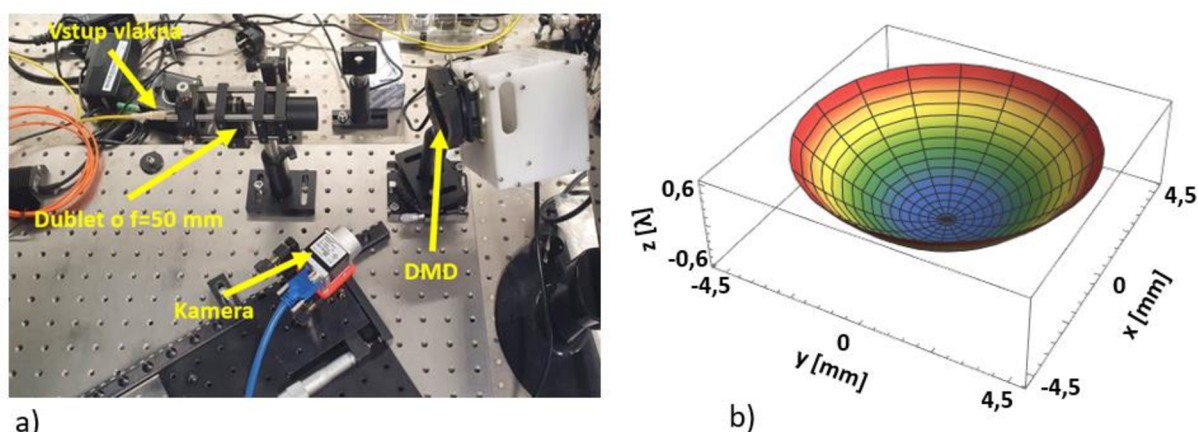 Vstup vlákna
Dublet o f=50 mm
DMD
Kamera
a)
0,6
z [λ]
-0,6
-4,5
0
y [mm]
4,5
-4,5
0
x [mm]
4,5
b)